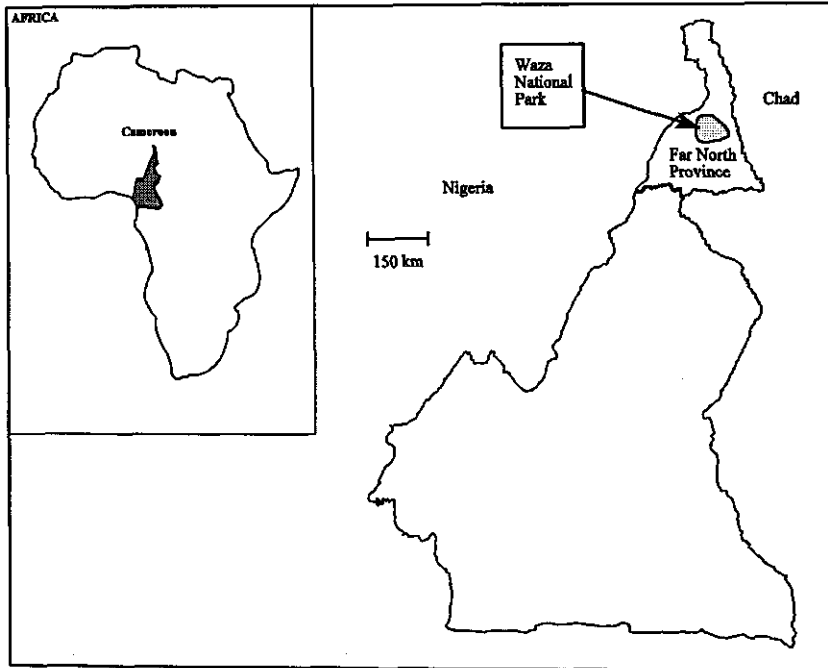 AFRICA
Cameroon
Waza
National
Park
Chad
Far North
Province
Nigeria
150 km